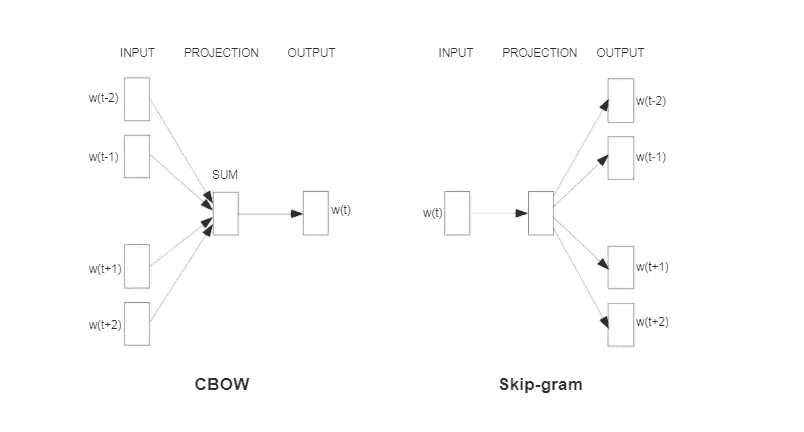 INPUT PROJECTION OUTPUT
w(t-2)
w(t-1)
SUM
w(t)
w(t+1)
w(t+2)
CBOW
INPUT PROJECTION OUTPUT
w(t-2)
w(t-1)
w(t)
w(t+1)
w(t+2)
Skip-gram